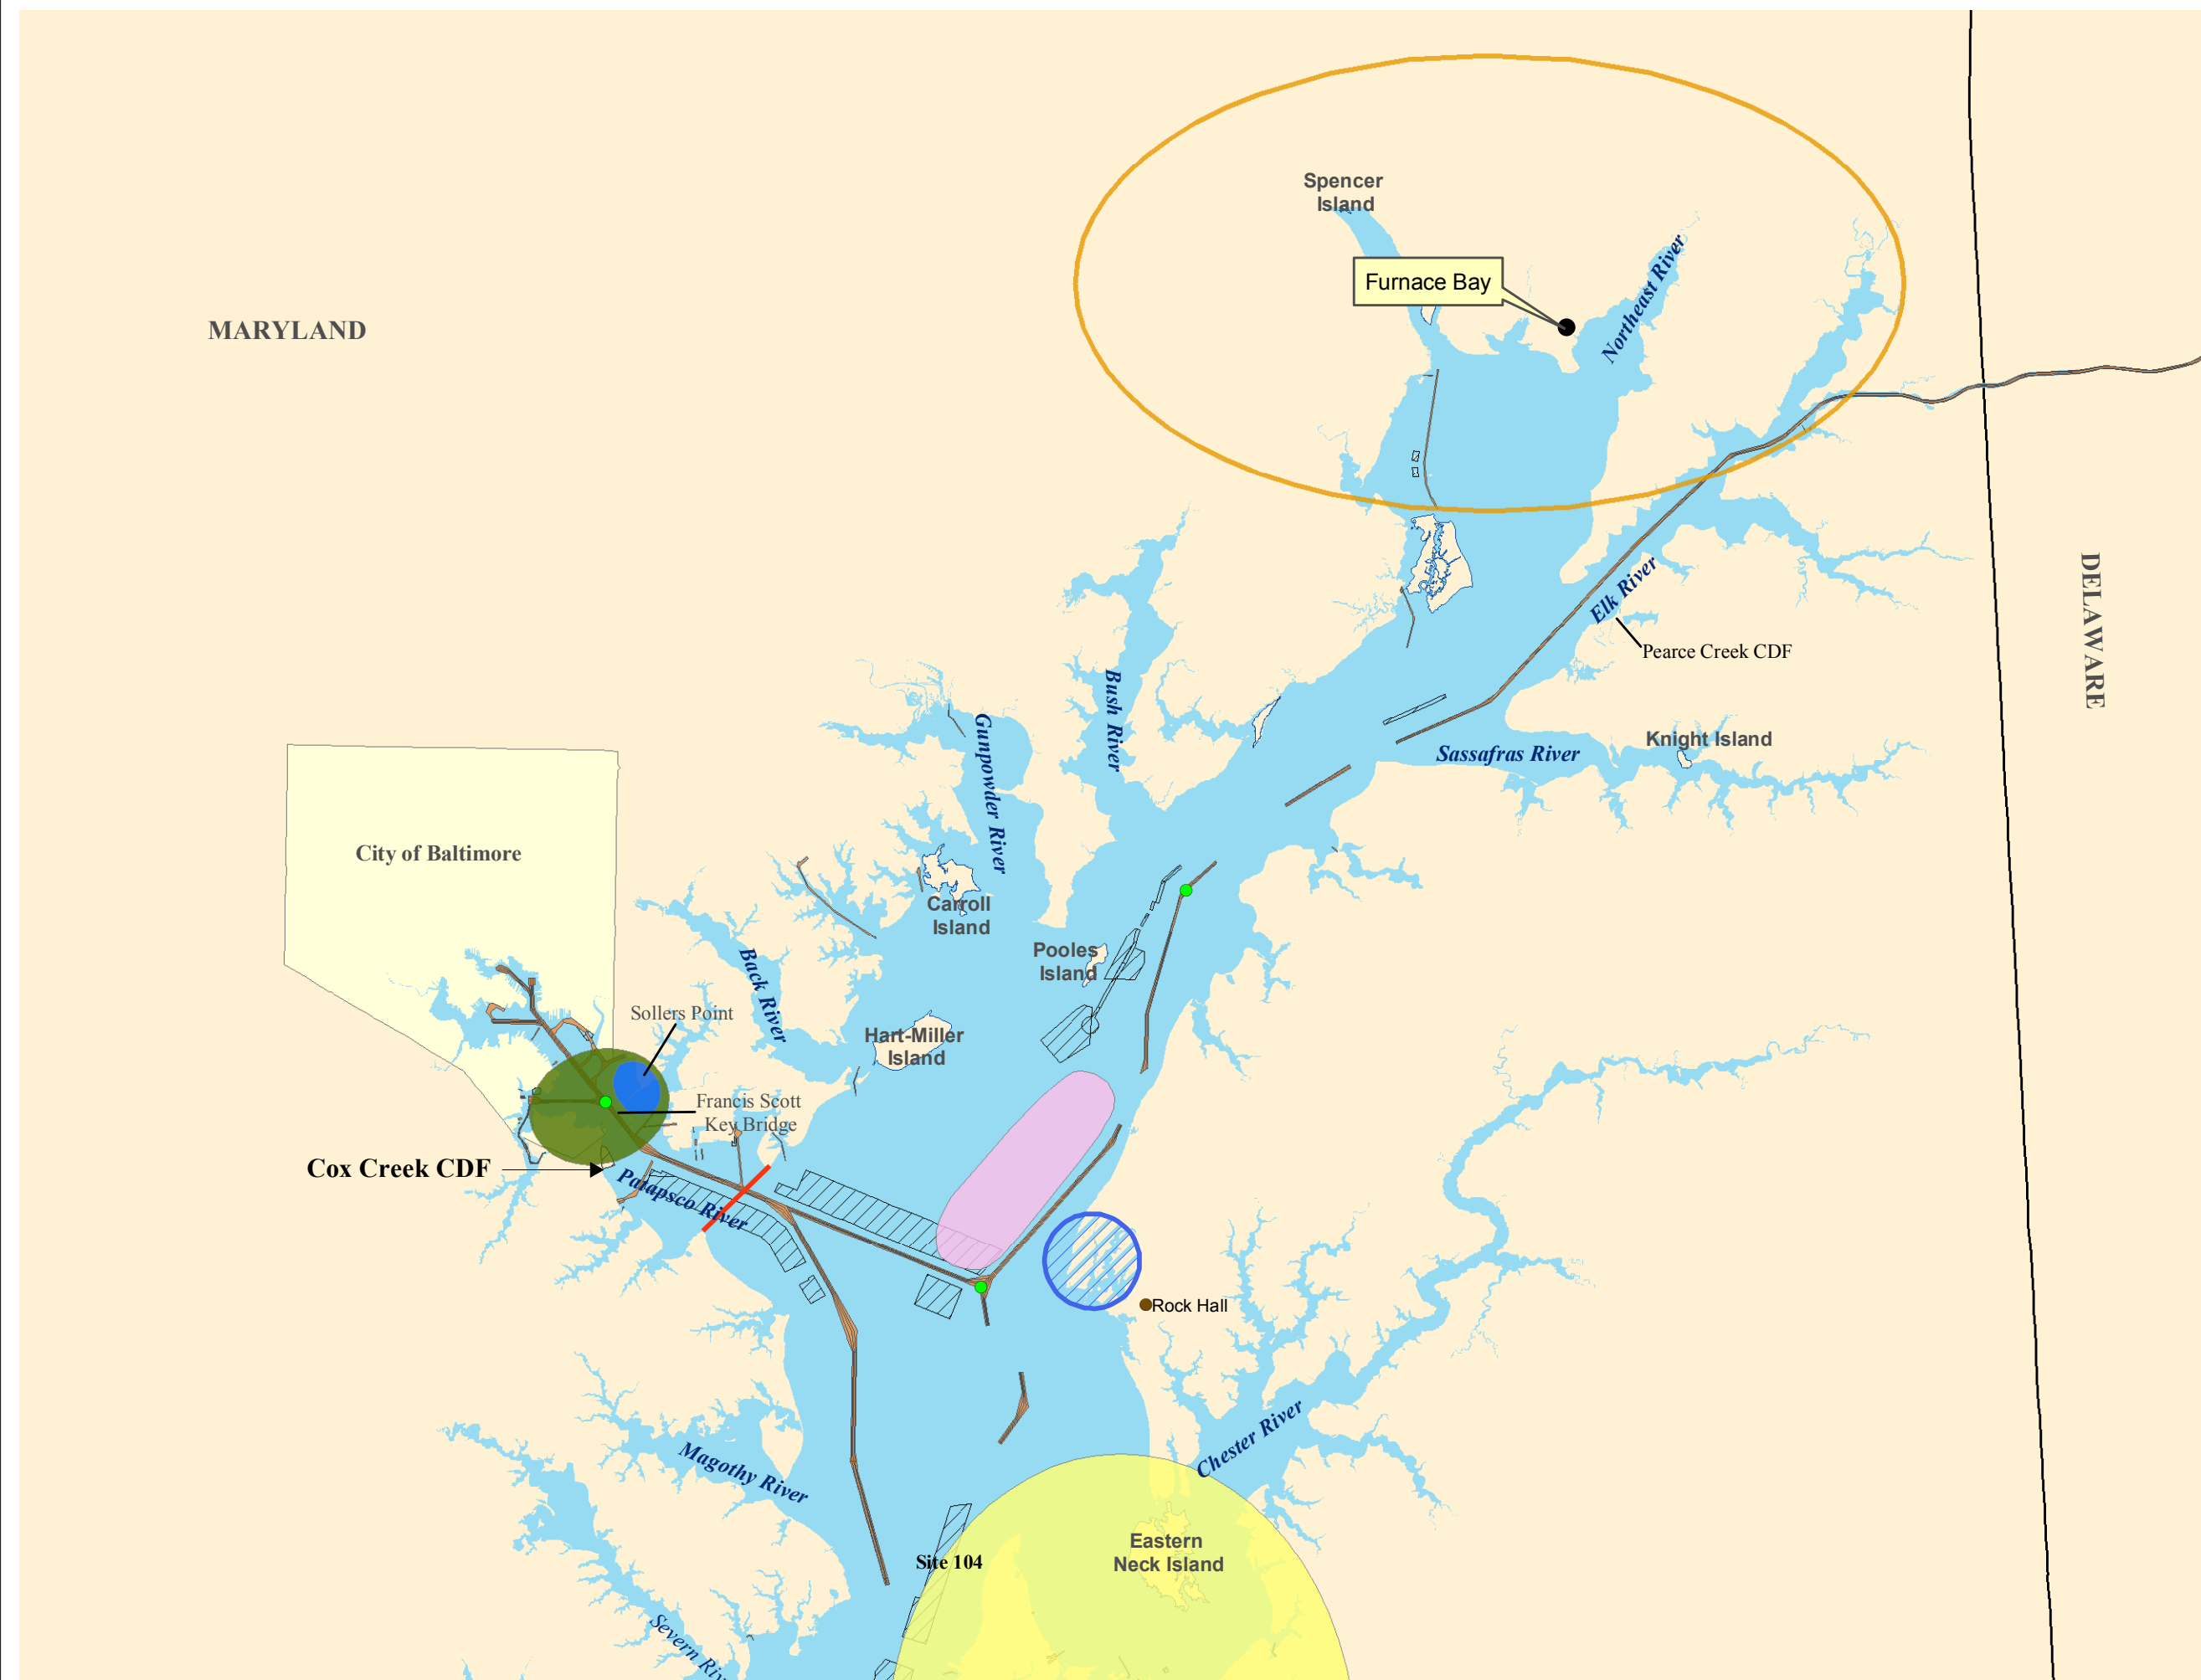 Spencer
Island
Furnace Bay
Northeast River
MARYLAND
DELAWARE
Elk River
Pearce Creek CDF
Bush River
Gunpowder River
Sassafras River
Knight Island
City of Baltimore
Carroll
Island
Pooles
Island
Back River
Sollers Point
Hart-Miller
Island
Francis Scott
Key Bridge
Cox Creek CDF
Patapsco River
Rock Hall
Chester River
Magothy River
Eastern
Neck Island
Site 104
Severn Riv